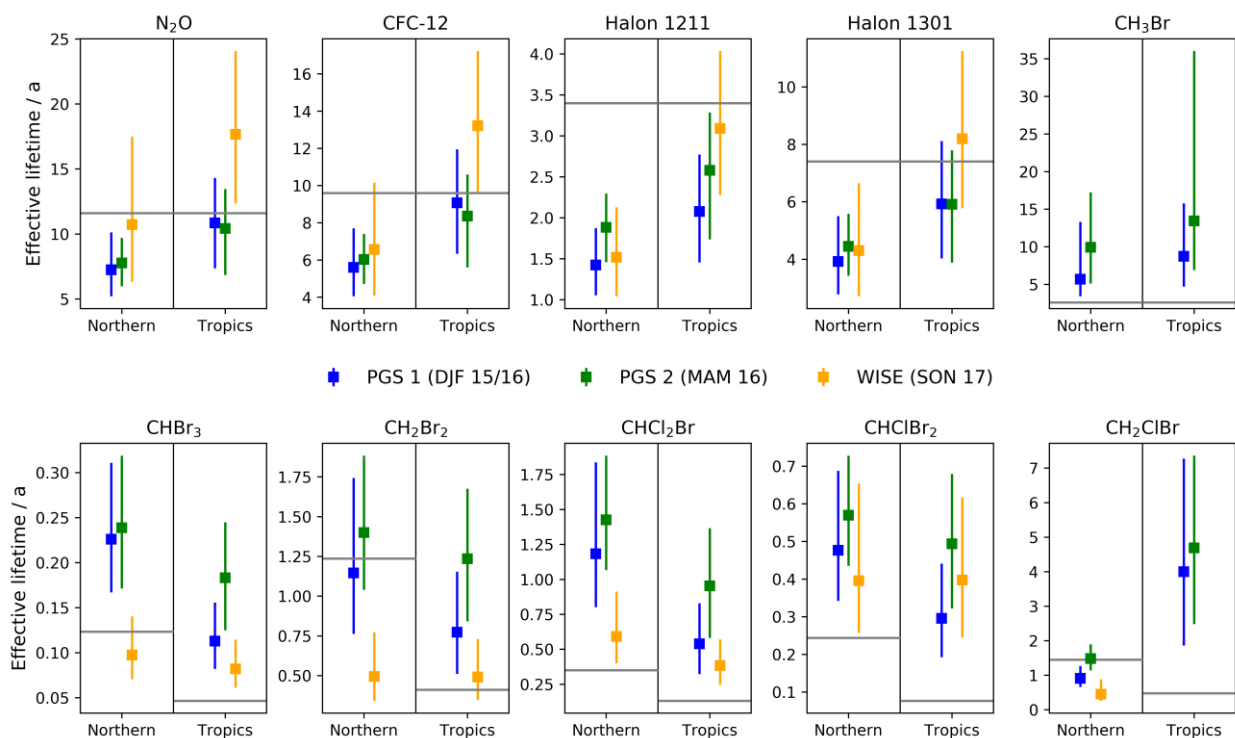 N₂O
CFC-12
Halon 1211
Halon 1301
CH₃Br
Effective lifetime / a
25
20
15
10
5
16
14
12
10
8
6
4
4.0
3.5
3.0
2.5
2.0
1.5
1.0
10
8
6
4
35
30
25
20
15
10
5
Northern Tropics
Northern Tropics
Northern Tropics
Northern Tropics
Northern Tropics
PGS 1 (DJF 15/16) PGS 2 (MAM 16) WISE (SON 17)
CHBr₃
CH₂Br₂
CHCl₂Br
CHClBr₂
CH₂ClBr
Effective lifetime / a
0.30
0.25
0.20
0.15
0.10
0.05
1.75
1.50
1.25
1.00
0.75
0.50
1.75
1.50
1.25
1.00
0.75
0.50
0.25
0.7
0.6
0.5
0.4
0.3
0.2
0.1
7
6
5
4
3
2
1
0
Northern Tropics
Northern Tropics
Northern Tropics
Northern Tropics
Northern Tropics